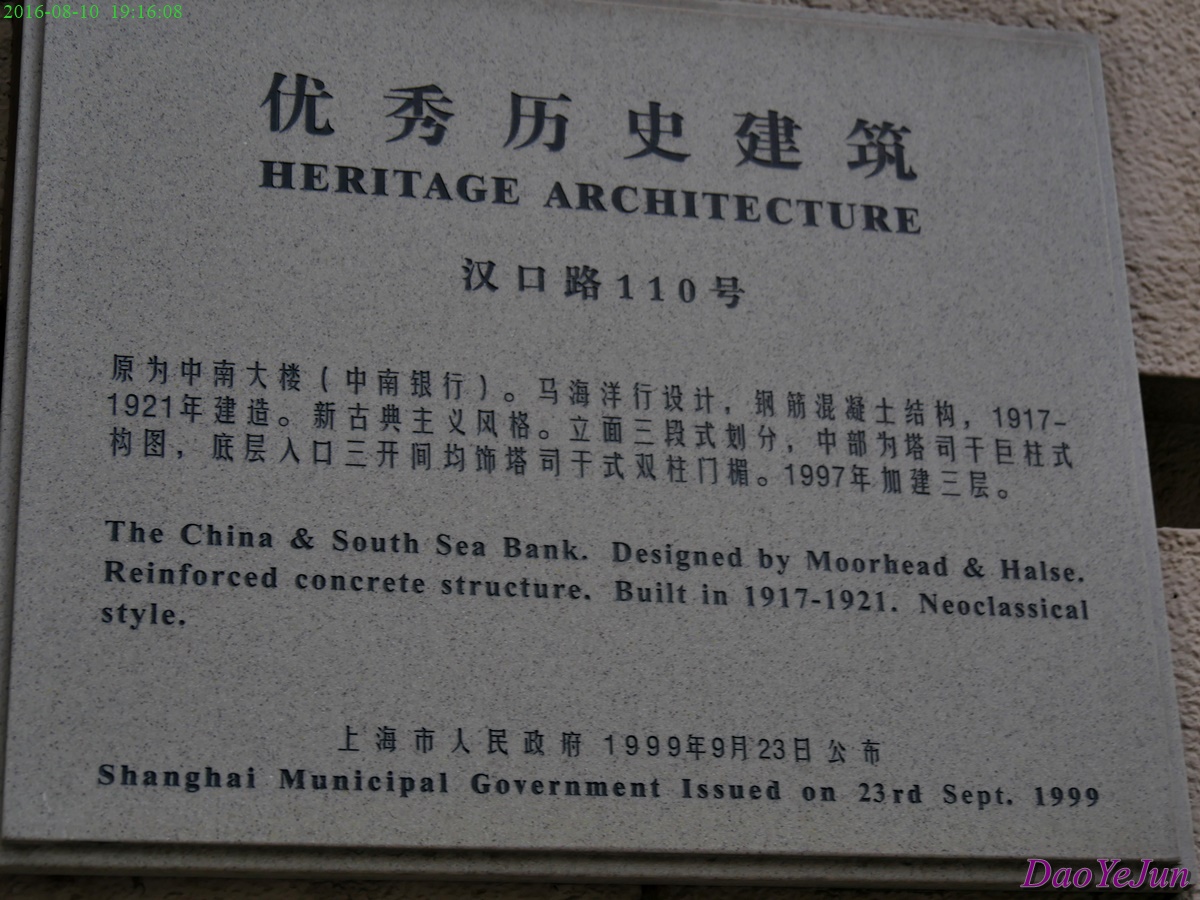 2016-08-10 19:16:08
优秀历史建筑
HERITAGE ARCHITECTURE
汉口路110号
原为中南大楼(中南银行)。马海洋行设计,钢筋混凝土结构,1917-
1921年建造。新古典主义风格。立面三段式划分,中部为塔司干巨柱式
构图,底层入口三开间均饰塔司干式双柱门楣。1997年加建三层。
The China & South Sea Bank. Designed by Moorhead & Halse.
Reinforced concrete structure. Built in 1917-1921. Neoclassical
style.
上海市人民政府 1999年9月23日公布
Shanghai Municipal Government Issued on 23rd Sept. 1999
DaoYeJun